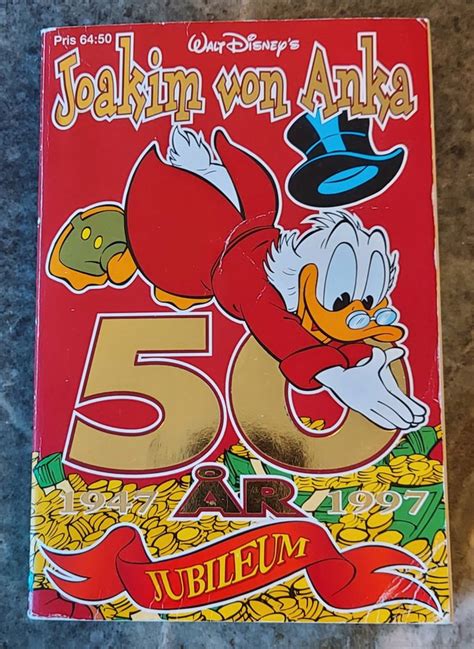 Pris 64:50
WALT DISNEY'S
Joakim von Anka
50
1947 ÅR 1997
JUBILEUM